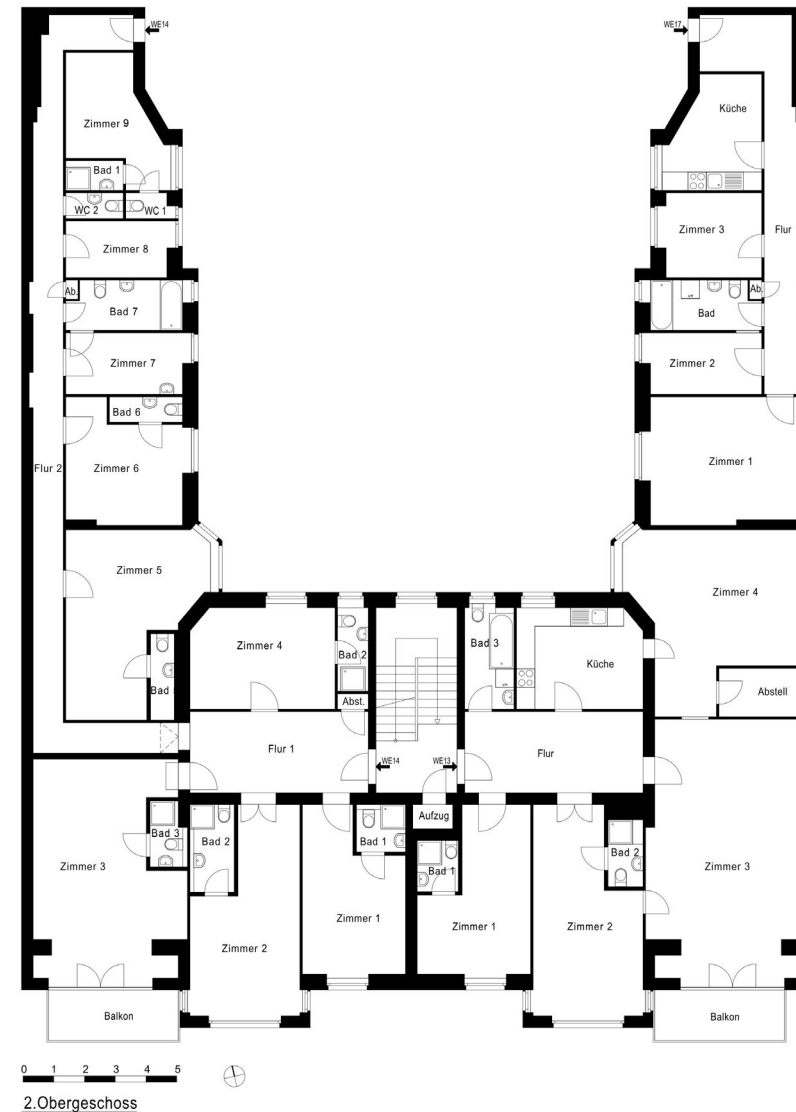 WE14
WE17
Zimmer 9
Küche
Bad 1
WC 2
WC 1
Zimmer 8
Zimmer 3
Flur
Ab.
Bad 7
Bad
Ab.
Zimmer 7
Zimmer 2
Bad 6
Flur 2
Zimmer 6
Zimmer 1
Zimmer 5
Zimmer 4
Zimmer 4
Bad 2
Bad 3
Küche
Bad
Abst.
Abstell
Flur 1
Flur
WE14
WE13
Aufzug
Bad 3
Bad 2
Bad 1
Bad 1
Bad 2
Zimmer 3
Zimmer 3
Zimmer 1
Zimmer 1
Zimmer 2
Zimmer 2
Balkon
Balkon
0 1 2 3 4 5
2.Obergeschoss